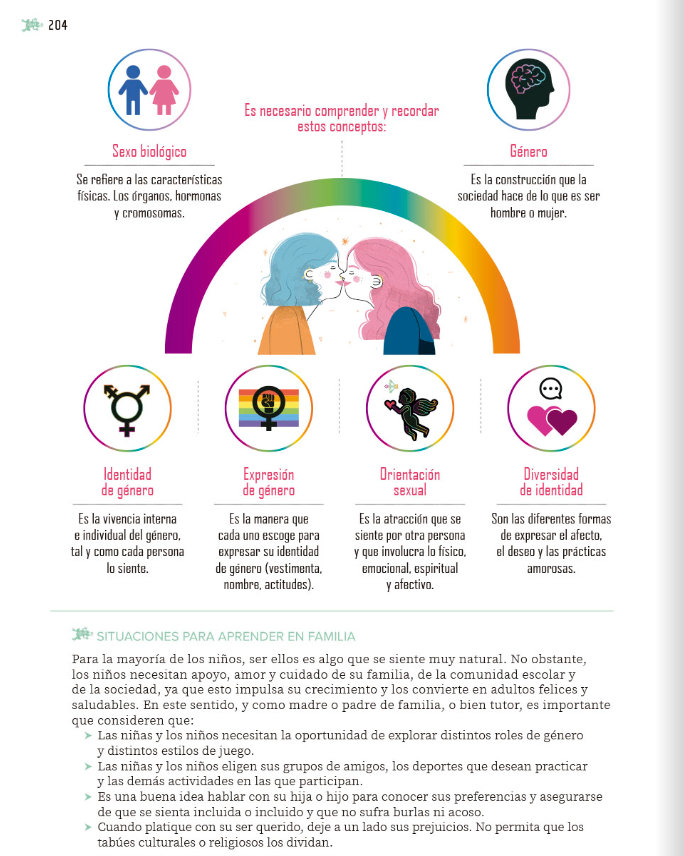 204
Es necesario comprender y recordar
estos conceptos:
Sexo biológico
Se refiere a las características
físicas. Los órganos, hormonas
y cromosomas.
Género
Es la construcción que la
sociedad hace de lo que es ser
hombre o mujer.
Identidad
de género
Es la vivencia interna
e individual del género,
tal y como cada persona
lo siente.
Expresión
de género
Es la manera que
cada uno escoge para
expresar su identidad
de género (vestimenta,
nombre, actitudes).
Orientación
sexual
Es la atracción que se
siente por otra persona
y que involucra lo físico,
emocional, espiritual
y afectivo.
Diversidad
de identidad
Son las diferentes formas
de expresar el afecto,
el deseo y las prácticas
amorosas.
SITUACIONES PARA APRENDER EN FAMILIA
Para la mayoría de los niños, ser ellos es algo que se siente muy natural. No obstante,
los niños necesitan apoyo, amor y cuidado de su familia, de la comunidad escolar y
de la sociedad, ya que esto impulsa su crecimiento y los convierte en adultos felices y
saludables. En este sentido, y como madre o padre de familia, o bien tutor, es importante
que consideren que:
➤ Las niñas y los niños necesitan la oportunidad de explorar distintos roles de género
y distintos estilos de juego.
➤ Las niñas y los niños eligen sus grupos de amigos, los deportes que desean practicar
y las demás actividades en las que participan.
➤ Es una buena idea hablar con su hija o hijo para conocer sus preferencias y asegurarse
de que se sienta incluida o incluido y que no sufra burlas ni acoso.
➤ Cuando platique con su ser querido, deje a un lado sus prejuicios. No permita que los
tabúes culturales o religiosos los dividan.